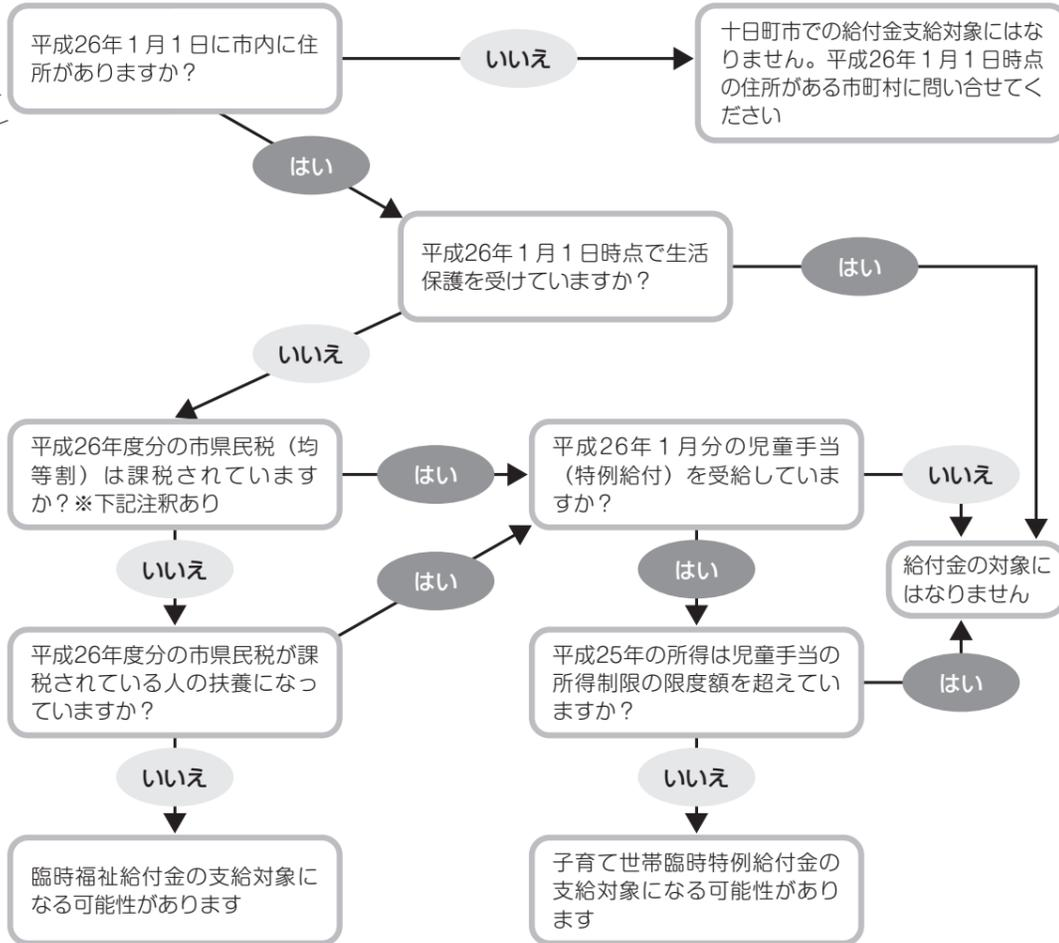 平成26年1月1日に市内に住
所がありますか？
いいえ
十日町市での給付金支給対象にはな
りません。平成26年1月1日時点
の住所がある市町村に問い合せてく
ださい
はい
平成26年1月1日時点で生活
保護を受けていますか？
はい
いいえ
平成26年度分の市県民税（均
等割）は課税されています
か？※下記注釈あり
はい
平成26年1月分の児童手当
（特例給付）を受給していま
すか？
いいえ
いいえ
はい
はい
給付金の対象に
はなりません
平成26年度分の市県民税が課
税されている人の扶養になっ
ていますか？
平成25年の所得は児童手当の
所得制限の限度額を超えてい
ますか？
はい
いいえ
いいえ
臨時福祉給付金の支給対象に
なる可能性があります
子育て世帯臨時特例給付金の
支給対象になる可能性があり
ます